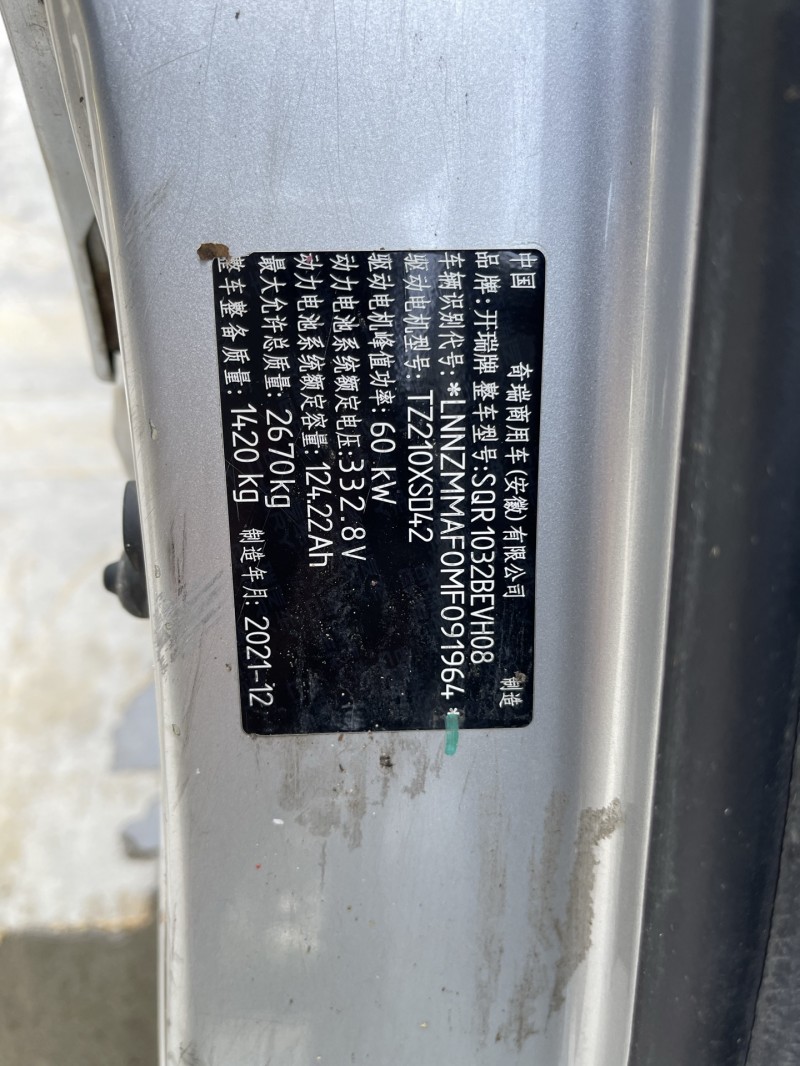 中国 奇瑞商用车(安徽)有限公司 制造
品牌:开瑞牌 整车型号:SQR1032BEVH08
车辆识别代号:*LNNZMMAF0MF091964*
驱动电机型号: TZ210XSD42
驱动电机峰值功率: 60 kW
动力电池系统额定电压:332.8V
动力电池系统额定容量:124.22Ah
最大允许总质量: 2670kg
整车整备质量: 1420 kg 制造年月: 2021-12